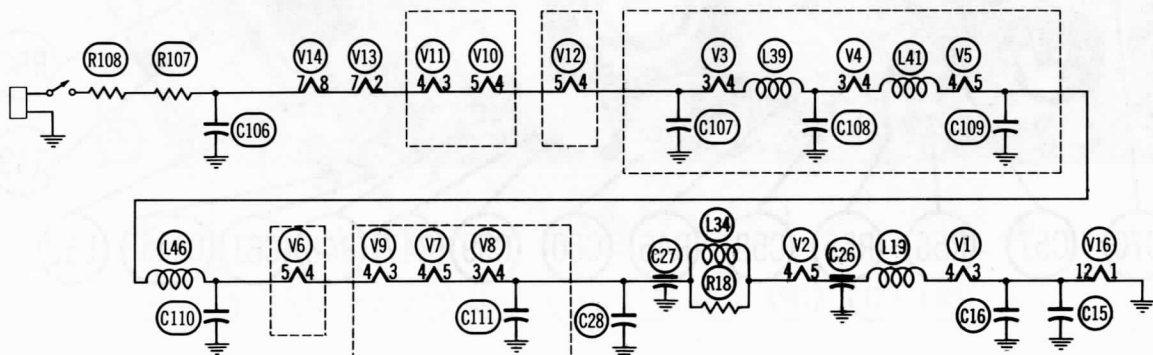 R108 R107 V14 V13 V11 V10 V12 V3 L39 V4 L41 V5
7 8 7 2 4 3 5 4 5 4 3 4 3 4 4 5
C106 C107 C108 C109
L46 V6 V9 V7 V8 C27 L34 V2 C26 L19 V1 V16
5 4 4 3 4 5 3 4 R18 4 5 4 3 12 1
C110 C111 C28 C16 C15